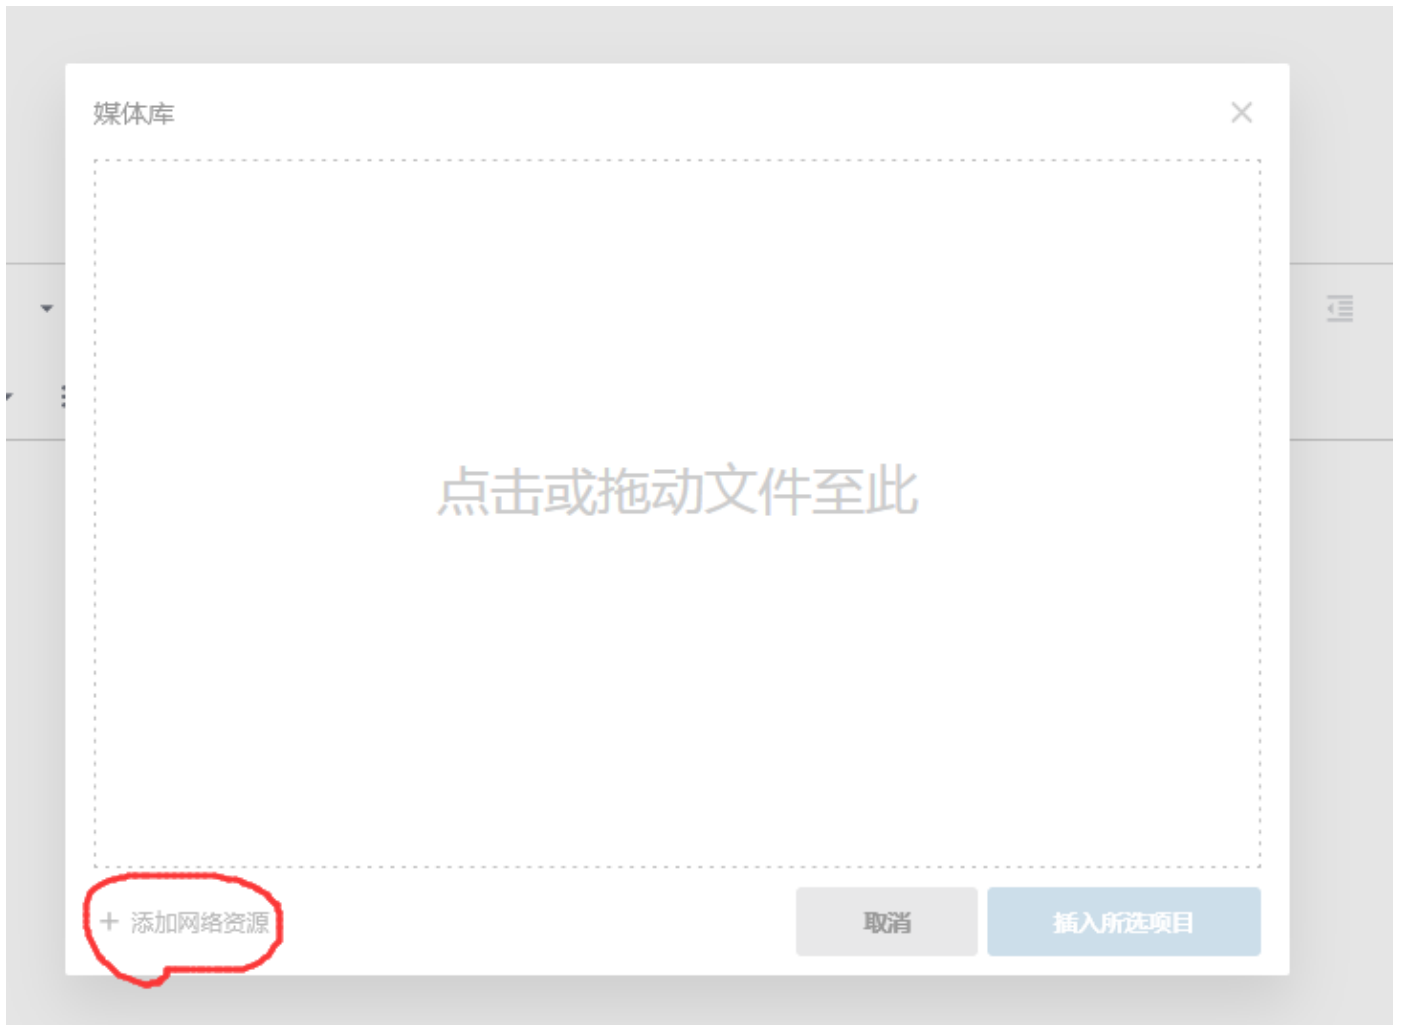 媒体库
点击或拖动文件至此
添加网络资源
取消
插入所选项目